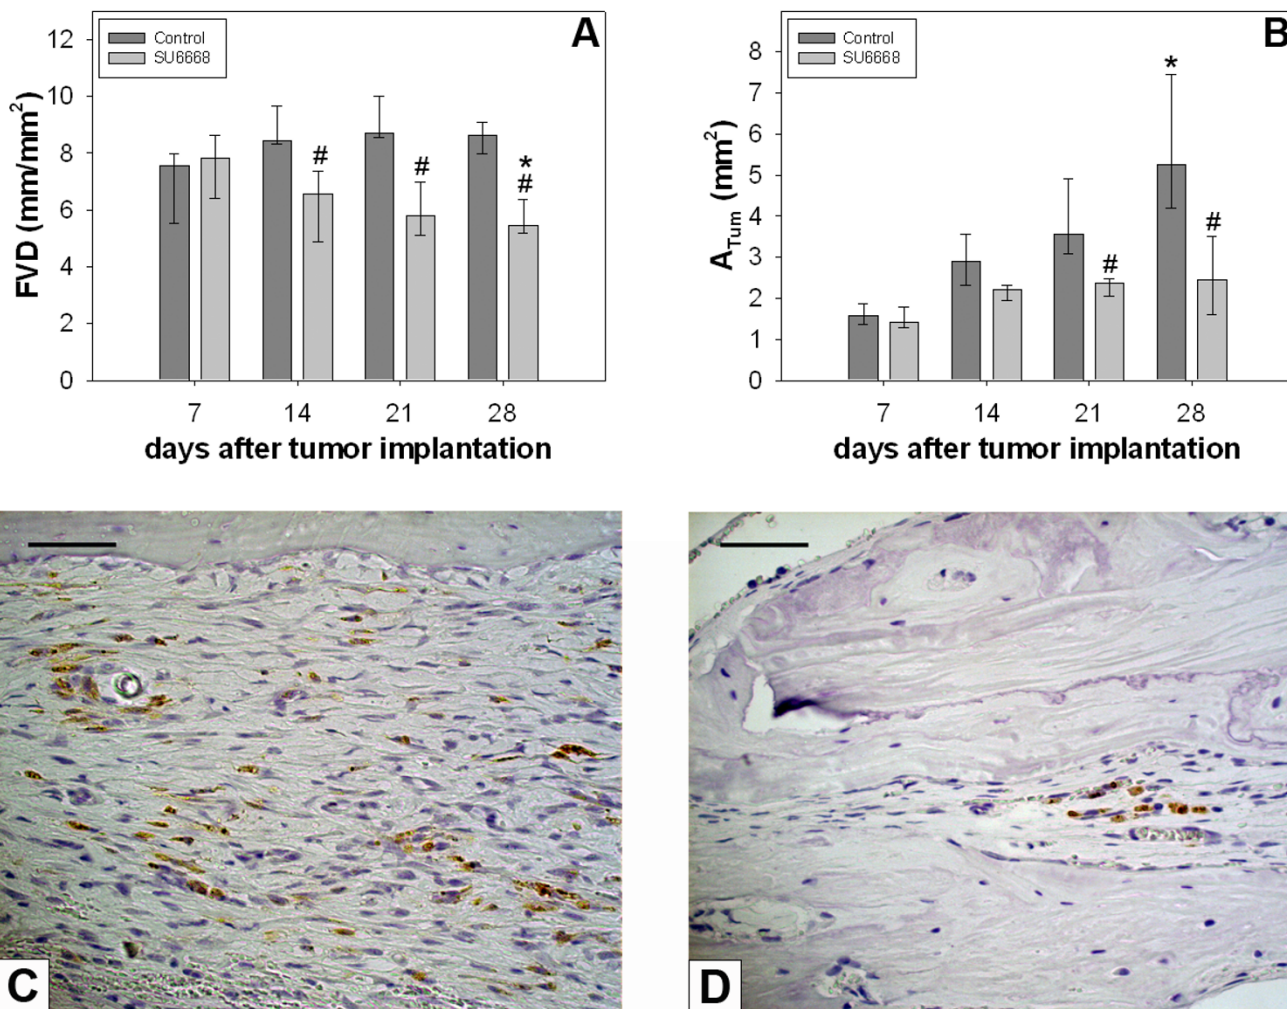 A
Control
SU6668
FVD (mm/mm²)
12
10
8
6
4
2
0
#
#
*
#
7 14 21 28
days after tumor implantation
B
Control
SU6668
A_Tum (mm²)
8
7
6
5
4
3
2
1
0
*
#
#
7 14 21 28
days after tumor implantation
C
D